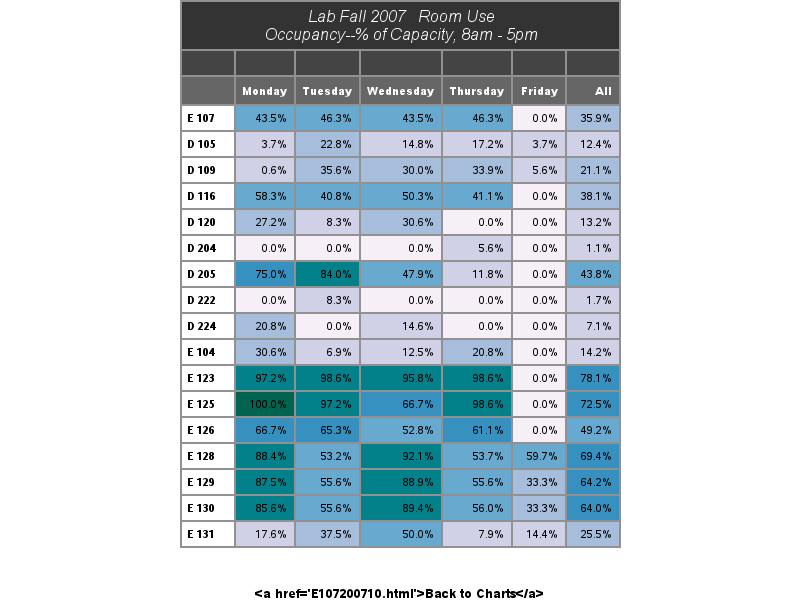 Lab Fall 2007   Room Use
Occupancy--% of Capacity, 8am - 5pm
Monday Tuesday Wednesday Thursday Friday All
E 107 43.5% 46.3% 43.5% 46.3% 0.0% 35.9%
D 105 3.7% 22.8% 14.8% 17.2% 3.7% 12.4%
D 109 0.6% 35.6% 30.0% 33.9% 5.6% 21.1%
D 116 58.3% 40.8% 50.3% 41.1% 0.0% 38.1%
D 120 27.2% 8.3% 30.6% 0.0% 0.0% 13.2%
D 204 0.0% 0.0% 0.0% 5.6% 0.0% 1.1%
D 205 75.0% 84.0% 47.9% 11.8% 0.0% 43.8%
D 222 0.0% 8.3% 0.0% 0.0% 0.0% 1.7%
D 224 20.8% 0.0% 14.6% 0.0% 0.0% 7.1%
E 104 30.6% 6.9% 12.5% 20.8% 0.0% 14.2%
E 123 97.2% 98.6% 95.8% 98.6% 0.0% 78.1%
E 125 100.0% 97.2% 66.7% 98.6% 0.0% 72.5%
E 126 66.7% 65.3% 52.8% 61.1% 0.0% 49.2%
E 128 88.4% 53.2% 92.1% 53.7% 59.7% 69.4%
E 129 87.5% 55.6% 88.9% 55.6% 33.3% 64.2%
E 130 85.6% 55.6% 89.4% 56.0% 33.3% 64.0%
E 131 17.6% 37.5% 50.0% 7.9% 14.4% 25.5%
<a href='E107200710.html'>Back to Charts</a>